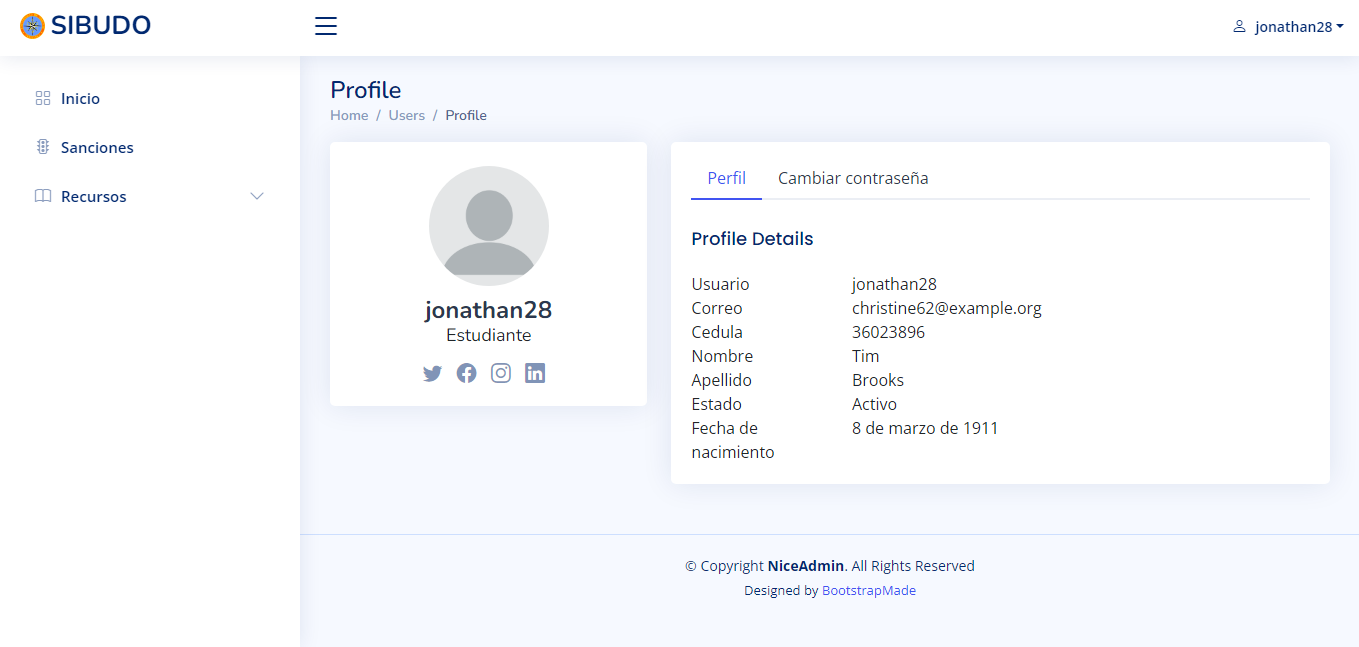 SIBUDO
jonathan28
Inicio
Sanciones
Recursos
Profile
Home / Users / Profile
jonathan28
Estudiante
Perfil Cambiar contraseña
Profile Details
Usuario jonathan28
Correo christine62@example.org
Cedula 36023896
Nombre Tim
Apellido Brooks
Estado Activo
Fecha de 8 de marzo de 1911
nacimiento
© Copyright NiceAdmin. All Rights Reserved
Designed by BootstrapMade